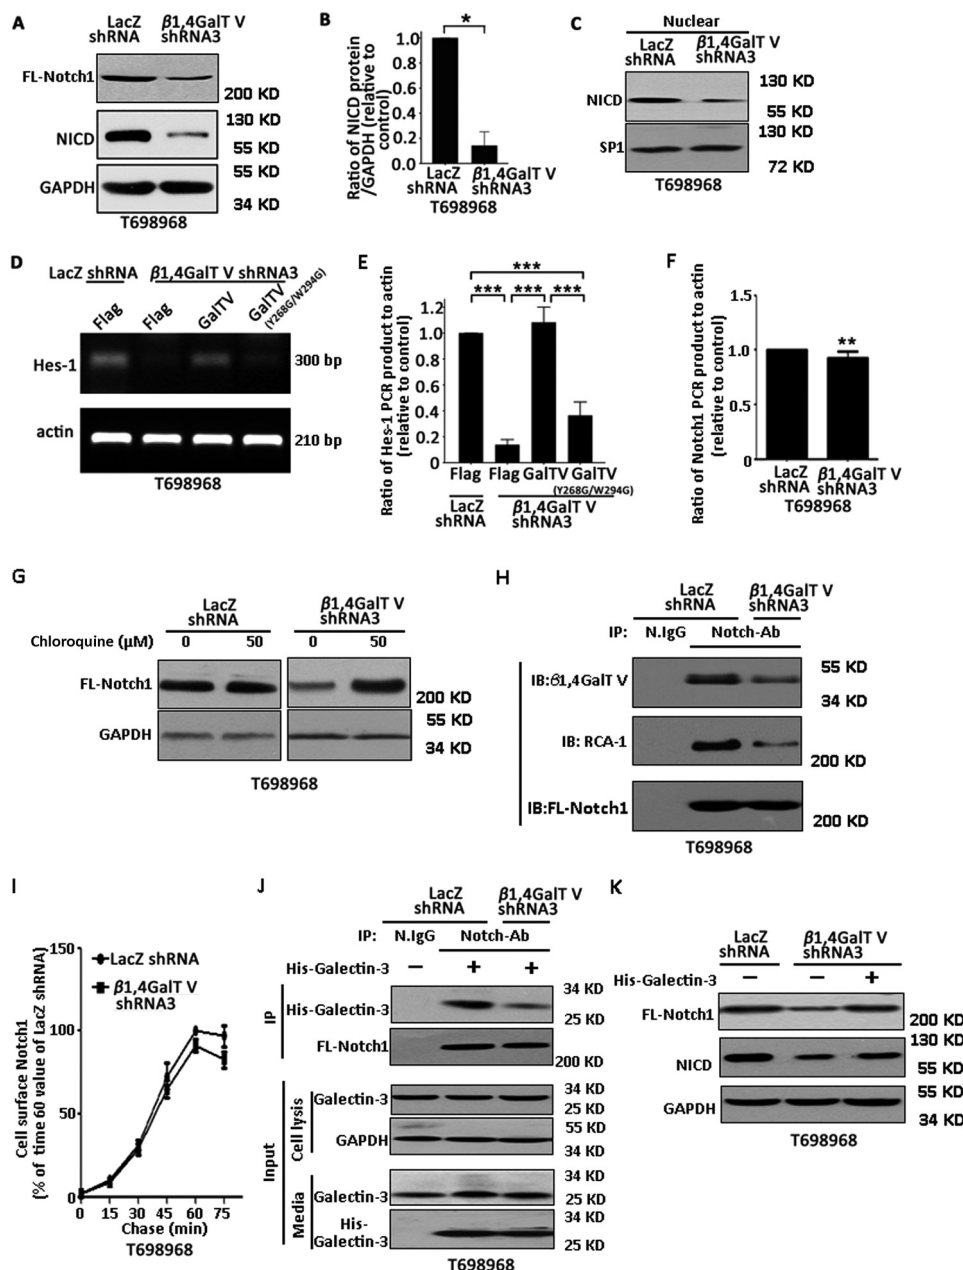 A
LacZ shRNA
β1,4GalT V shRNA3
FL-Notch1
200 KD
NICD
130 KD
55 KD
GAPDH
55 KD
34 KD
T698968
B
Ratio of NICD protein /GAPDH (relative to control)
*
1.0
0.8
0.6
0.4
0.2
0.0
LacZ shRNA
β1,4GalT V shRNA3
T698968
C
Nuclear
LacZ shRNA
β1,4GalT V shRNA3
NICD
130 KD
55 KD
SP1
130 KD
72 KD
T698968
D
LacZ shRNA
β1,4GalT V shRNA3
Flag
Flag
GalTV
GalTV (Y268G/W294G)
Hes-1
300 bp
actin
210 bp
T698968
E
Ratio of Hes-1 PCR product to actin (relative to control)
***
*** *** ***
1.2
1.0
0.8
0.6
0.4
0.2
0
Flag Flag GalTV GalTV
(Y268G/W294G)
LacZ shRNA
β1,4GalT V shRNA3
F
Ratio of Notch1 PCR product to actin (relative to control)
1.5
1.0
0.5
0
**
LacZ shRNA
β1,4GalT V shRNA3
T698968
G
LacZ shRNA
β1,4GalT V shRNA3
Chloroquine (μM) 0 50 0 50
FL-Notch1
200 KD
GAPDH
55 KD
34 KD
T698968
H
LacZ shRNA
β1,4GalT V shRNA3
IP: N.IgG Notch-Ab
IB:β1,4GalT V
55 KD
34 KD
IB: RCA-1
200 KD
IB:FL-Notch1
200 KD
T698968
I
Cell surface Notch1 (% of time 60 value of LacZ shRNA)
150
100
50
0
LacZ shRNA
β1,4GalT V shRNA3
0 15 30 45 60 75
Chase (min)
T698968
J
LacZ shRNA
β1,4GalT V shRNA3
IP: N.IgG Notch-Ab
His-Galectin-3 − + +
IP
His-Galectin-3
34 KD
25 KD
FL-Notch1
200 KD
Input
Cell lysis
Galectin-3
34 KD
25 KD
GAPDH
55 KD
34 KD
Media
Galectin-3
34 KD
25 KD
His-Galectin-3
34 KD
25 KD
T698968
K
LacZ shRNA
β1,4GalT V shRNA3
His-Galectin-3 − − +
FL-Notch1
200 KD
NICD
130 KD
55 KD
GAPDH
55 KD
34 KD
T698968